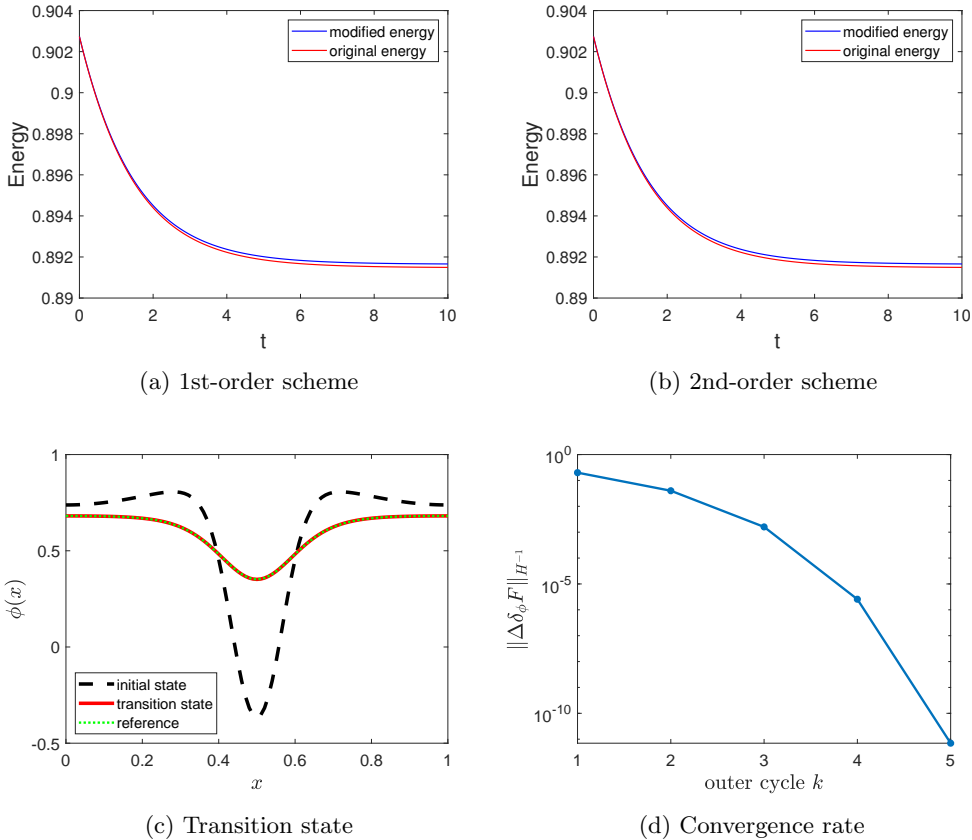 0.904
0.902
0.9
0.898
0.896
0.894
0.892
0.89
Energy
modified energy
original energy
0 2 4 6 8 10
t
(a) 1st-order scheme
0.904
0.902
0.9
0.898
0.896
0.894
0.892
0.89
Energy
modified energy
original energy
0 2 4 6 8 10
t
(b) 2nd-order scheme
1
0.5
0
-0.5
ϕ(x)
initial state
transition state
reference
0 0.2 0.4 0.6 0.8 1
x
(c) Transition state
10^0
10^-5
10^-10
||Δδ_ϕ F||_{H^{-1}}
1 2 3 4 5
outer cycle k
(d) Convergence rate